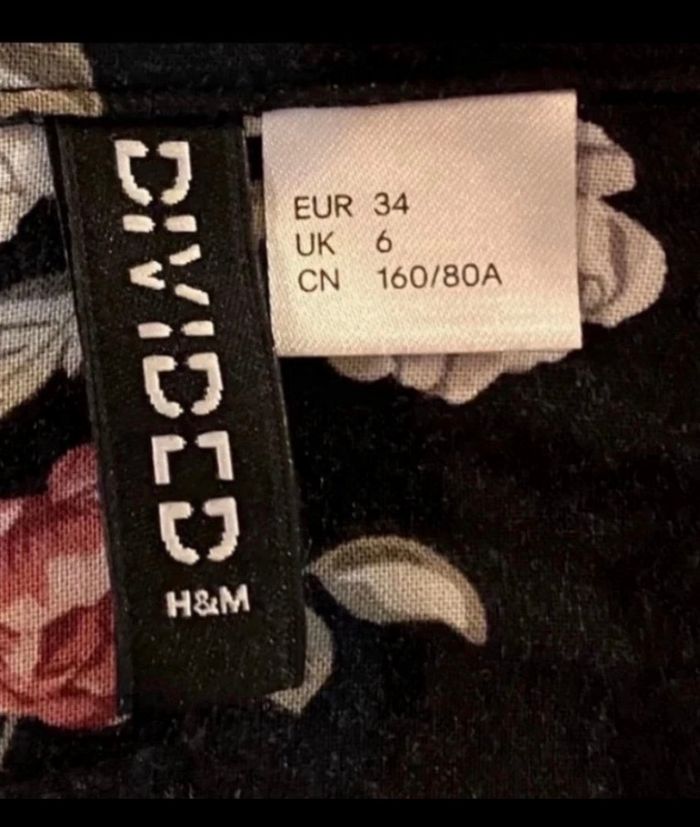 DIVIDED
H&M
EUR 34
UK 6
CN 160/80A